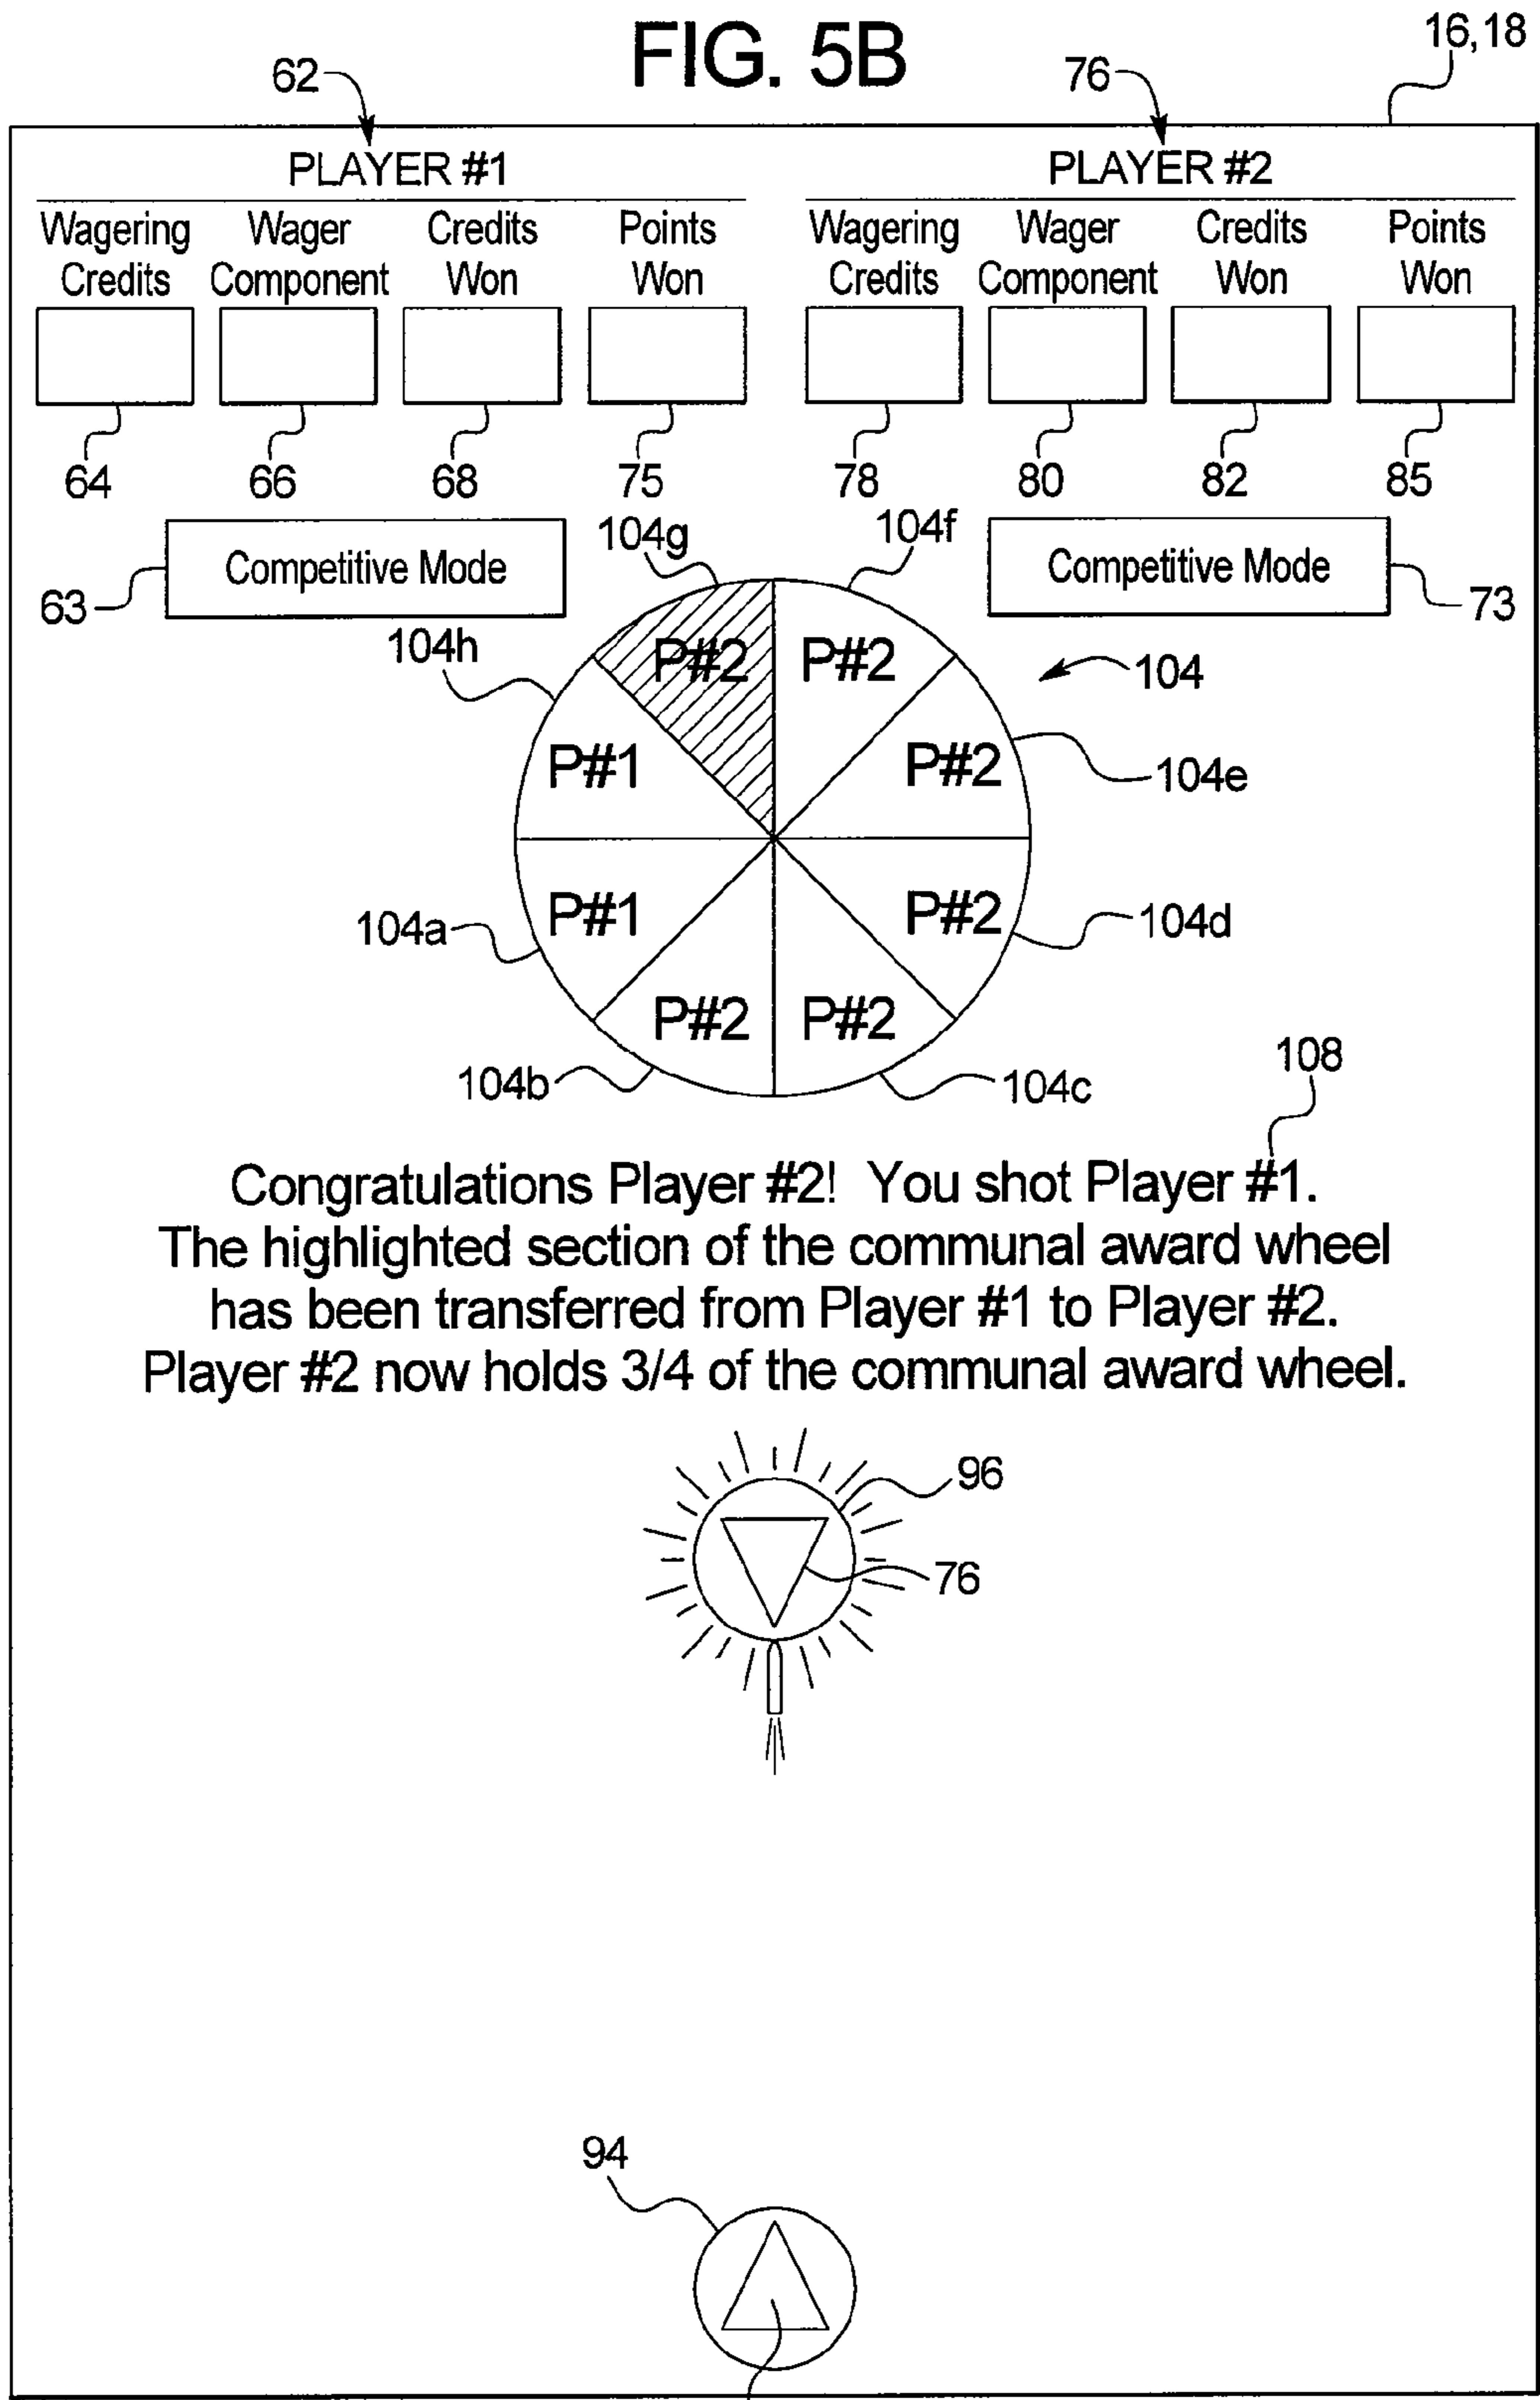 FIG. 5B
16,18
62
76
PLAYER #1
PLAYER #2
Wagering Wager Credits Points Wagering Wager Credits Points
Credits Component Won Won Credits Component Won Won
64 66 68 75 78 80 82 85
104g
104f
Competitive Mode
Competitive Mode
63
73
104h
P#2
P#2
104
P#1
P#2
104e
P#1
P#2
104a
104d
P#2
P#2
104b
104c
108
Congratulations Player #2! You shot Player #1.
The highlighted section of the communal award wheel
has been transferred from Player #1 to Player #2.
Player #2 now holds 3/4 of the communal award wheel.
96
76
94